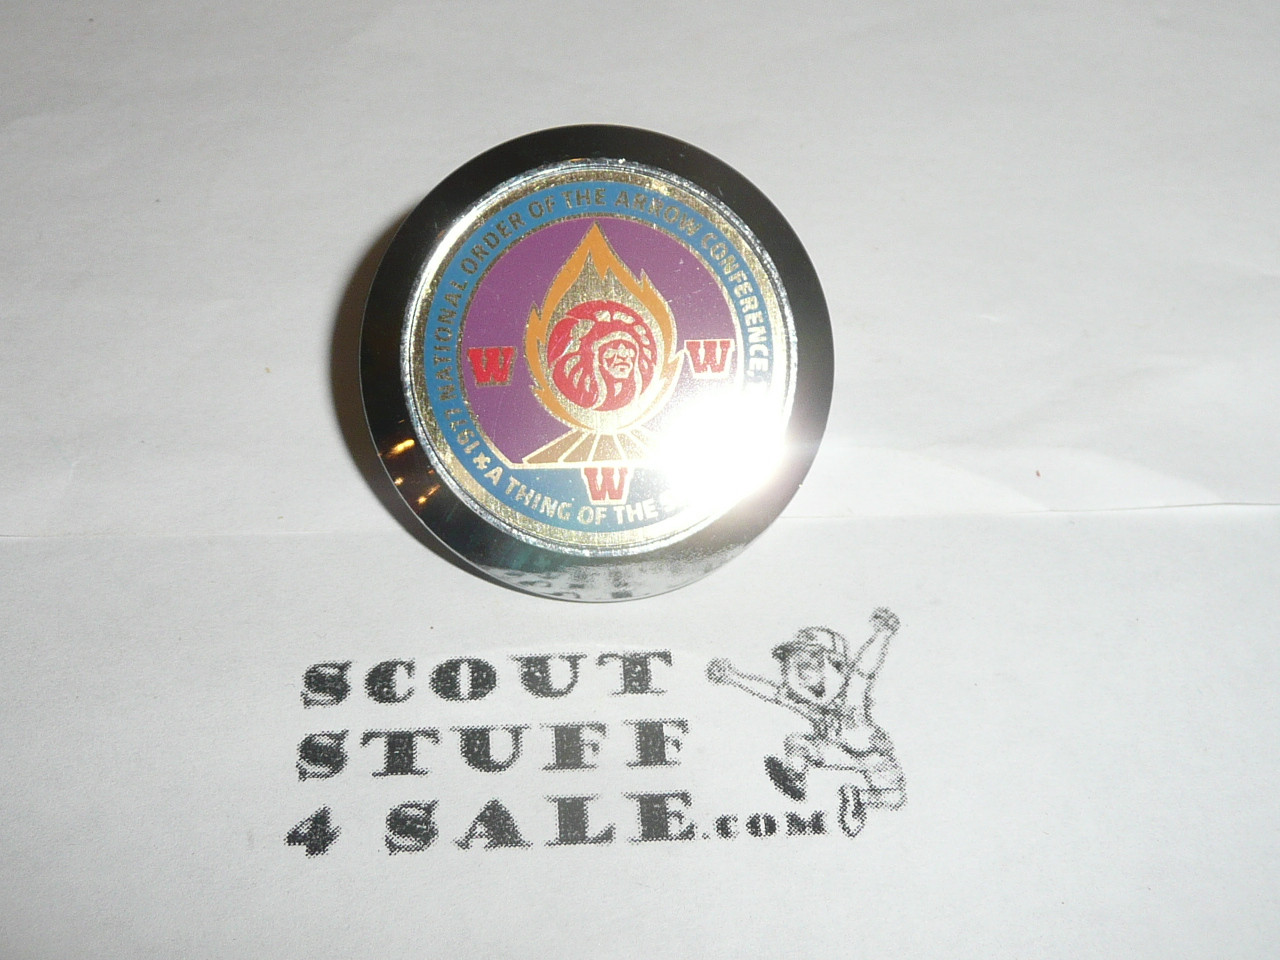 1977 NATIONAL ORDER OF THE ARROW CONFERENCE,
★ A THING OF THE
W W
W
SCOUT
STUFF
4 SALE.COM